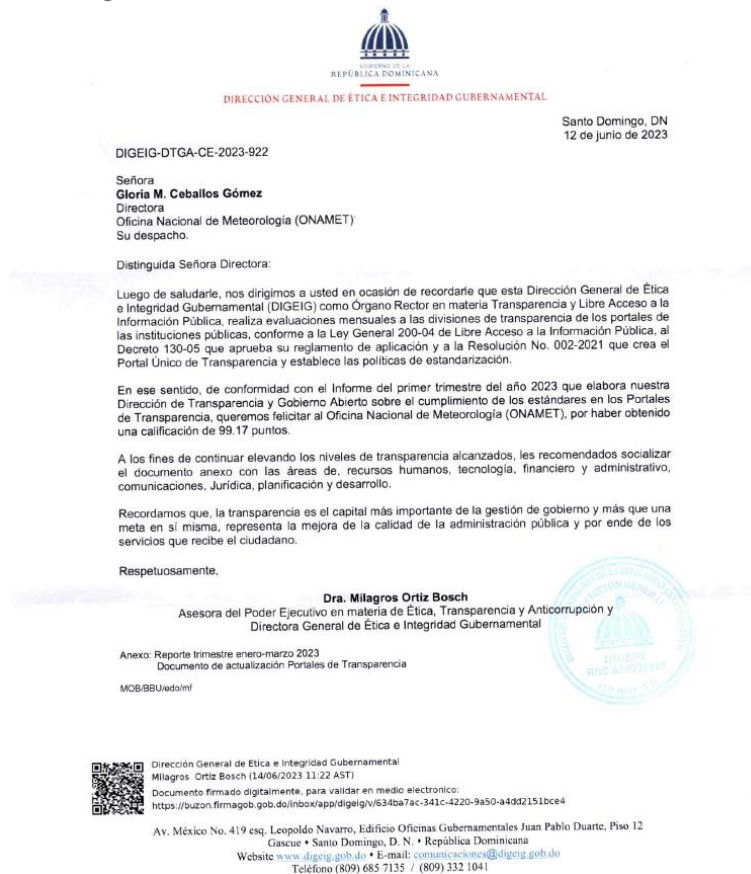 GOBIERNO DE LA
REPÚBLICA DOMINICANA
DIRECCIÓN GENERAL DE ÉTICA E INTEGRIDAD GUBERNAMENTAL
Santo Domingo, DN
12 de junio de 2023
DIGEIG-DTGA-CE-2023-922
Señora
Gloria M. Ceballos Gómez
Directora
Oficina Nacional de Meteorología (ONAMET)
Su despacho.
Distinguida Señora Directora:
Luego de saludarle, nos dirigimos a usted en ocasión de recordarle que esta Dirección General de Ética
e Integridad Gubernamental (DIGEIG) como Órgano Rector en materia Transparencia y Libre Acceso a la
Información Pública, realiza evaluaciones mensuales a las divisiones de transparencia de los portales de
las instituciones públicas, conforme a la Ley General 200-04 de Libre Acceso a la Información Pública, al
Decreto 130-05 que aprueba su reglamento de aplicación y a la Resolución No. 002-2021 que crea el
Portal Único de Transparencia y establece las políticas de estandarización.
En ese sentido, de conformidad con el Informe del primer trimestre del año 2023 que elabora nuestra
Dirección de Transparencia y Gobierno Abierto sobre el cumplimiento de los estándares en los Portales
de Transparencia, queremos felicitar al Oficina Nacional de Meteorología (ONAMET), por haber obtenido
una calificación de 99.17 puntos.
A los fines de continuar elevando los niveles de transparencia alcanzados, les recomendados socializar
el documento anexo con las áreas de, recursos humanos, tecnología, financiero y administrativo,
comunicaciones, Jurídica, planificación y desarrollo.
Recordamos que, la transparencia es el capital más importante de la gestión de gobierno y más que una
meta en sí misma, representa la mejora de la calidad de la administración pública y por ende de los
servicios que recibe el ciudadano.
Respetuosamente,
Dra. Milagros Ortiz Bosch
Asesora del Poder Ejecutivo en materia de Ética, Transparencia y Anticorrupción y
Directora General de Ética e Integridad Gubernamental
Anexo: Reporte trimestre enero-marzo 2023
Documento de actualización Portales de Transparencia
MOB/BBU/edo/mf
DIGEIG
Dirección General de Etica e Integridad Gubernamental
Milagros Ortiz Bosch (14/06/2023 11:22 AST)
Documento firmado digitalmente, para validar en medio electronico:
https://buzon.firmagob.gob.do/inbox/app/digeig/v/634ba7ac-341c-4220-9a50-a4dd2151bce4
Av. México No. 419 esq. Leopoldo Navarro, Edificio Oficinas Gubernamentales Juan Pablo Duarte, Piso 12
Gascue • Santo Domingo, D. N. • República Dominicana
Website www.digeig.gob.do • E-mail: comunicaciones@digeig.gob.do
Teléfono (809) 685 7135 / (809) 332 1041